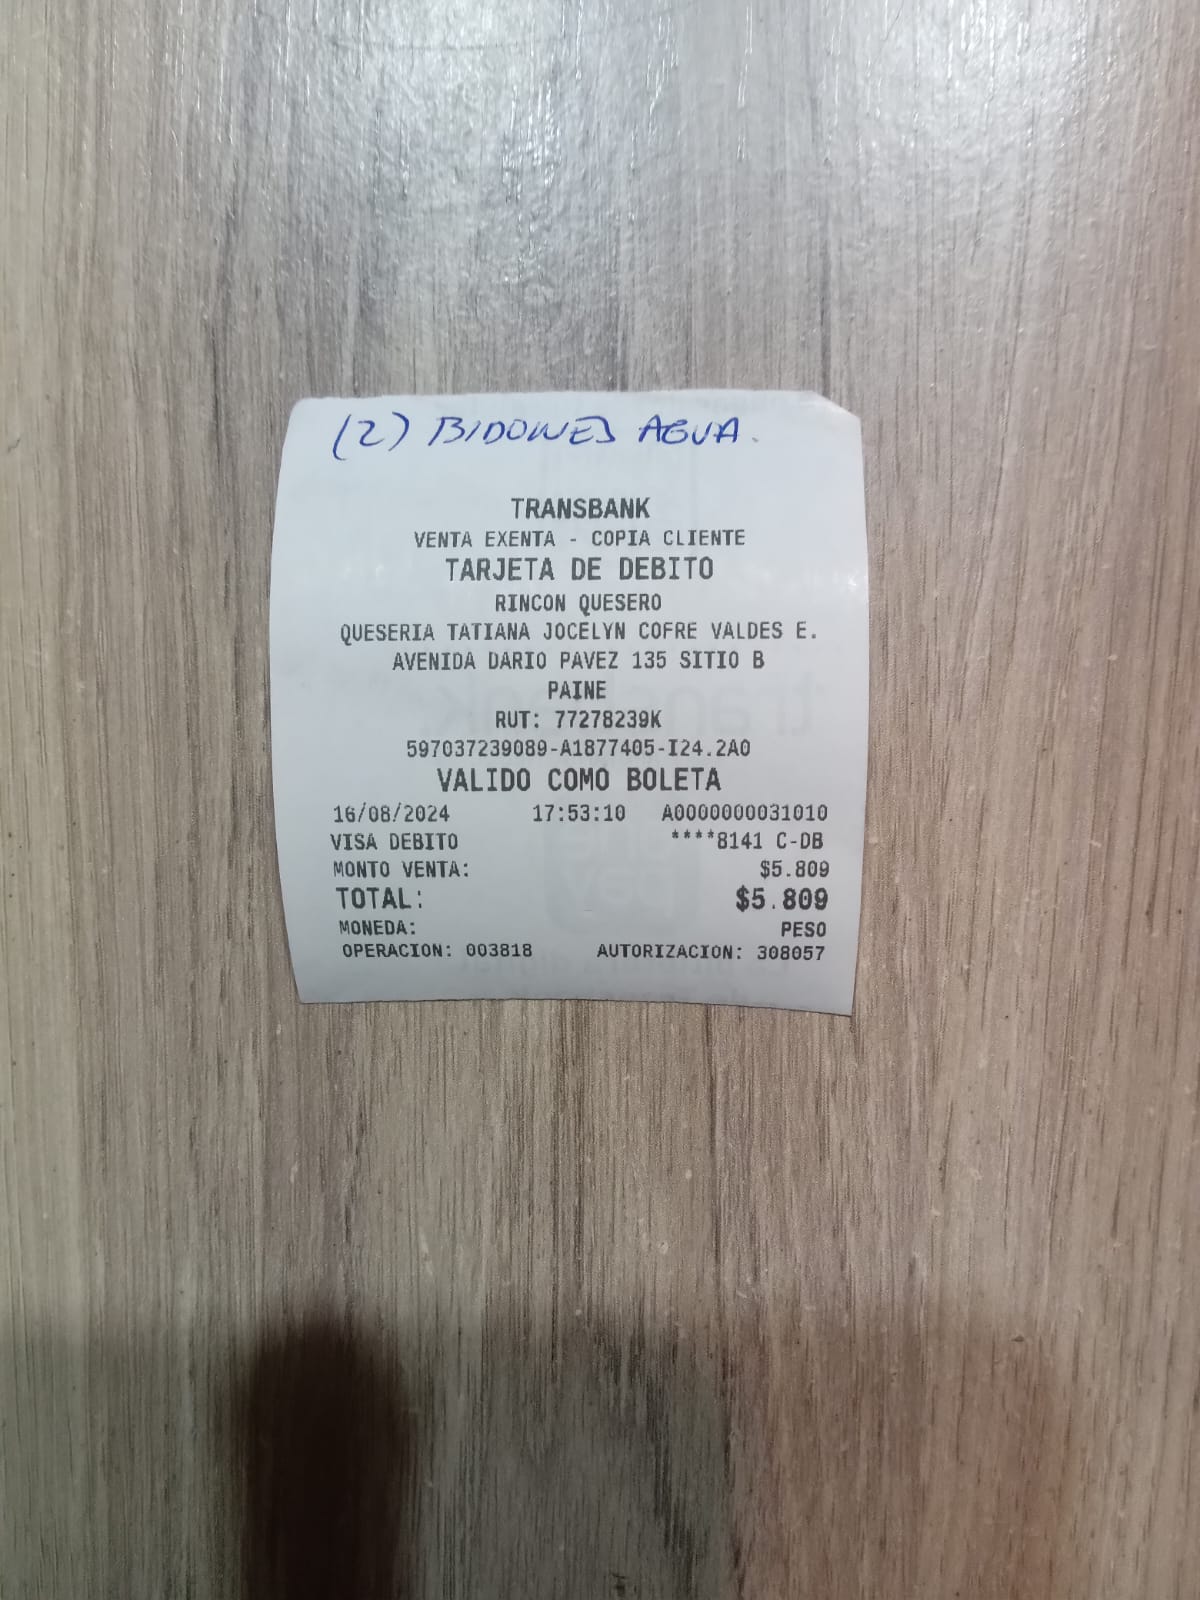 (2) BIDONES AGUA.
TRANSBANK
VENTA EXENTA - COPIA CLIENTE
TARJETA DE DEBITO
RINCON QUESERO
QUESERIA TATIANA JOCELYN COFRE VALDES E.
AVENIDA DARIO PAVEZ 135 SITIO B
PAINE
RUT: 77278239K
597037239089-A1877405-I24.2A0
VALIDO COMO BOLETA
16/08/2024 17:53:10 A0000000031010
VISA DEBITO ****8141 C-DB
MONTO VENTA: $5.809
TOTAL: $5.809
MONEDA: PESO
OPERACION: 003818 AUTORIZACION: 308057